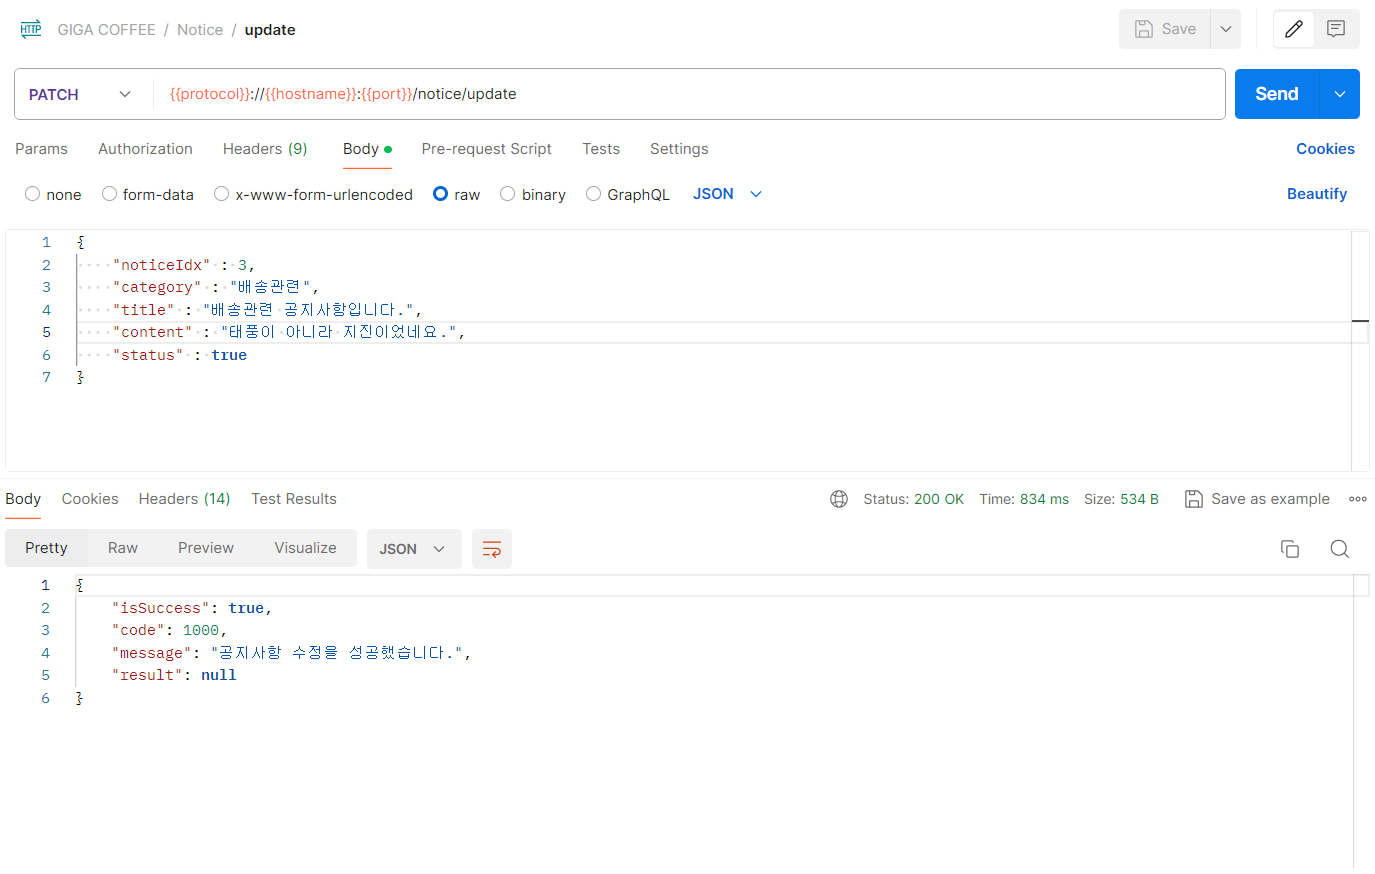 HTTP GIGA COFFEE / Notice / update Save
PATCH {{protocol}}://{{hostname}}:{{port}}/notice/update Send
Params Authorization Headers (9) Body Pre-request Script Tests Settings Cookies
none form-data x-www-form-urlencoded raw binary GraphQL JSON Beautify
1 {
2 "noticeIdx" : 3,
3 "category" : "배송관련",
4 "title" : "배송관련 공지사항입니다.",
5 "content" : "태풍이 아니라 지진이었네요.",
6 "status" : true
7 }
Body Cookies Headers (14) Test Results Status: 200 OK Time: 834 ms Size: 534 B Save as example
Pretty Raw Preview Visualize JSON
1 {
2 "isSuccess": true,
3 "code": 1000,
4 "message": "공지사항 수정을 성공했습니다.",
5 "result": null
6 }